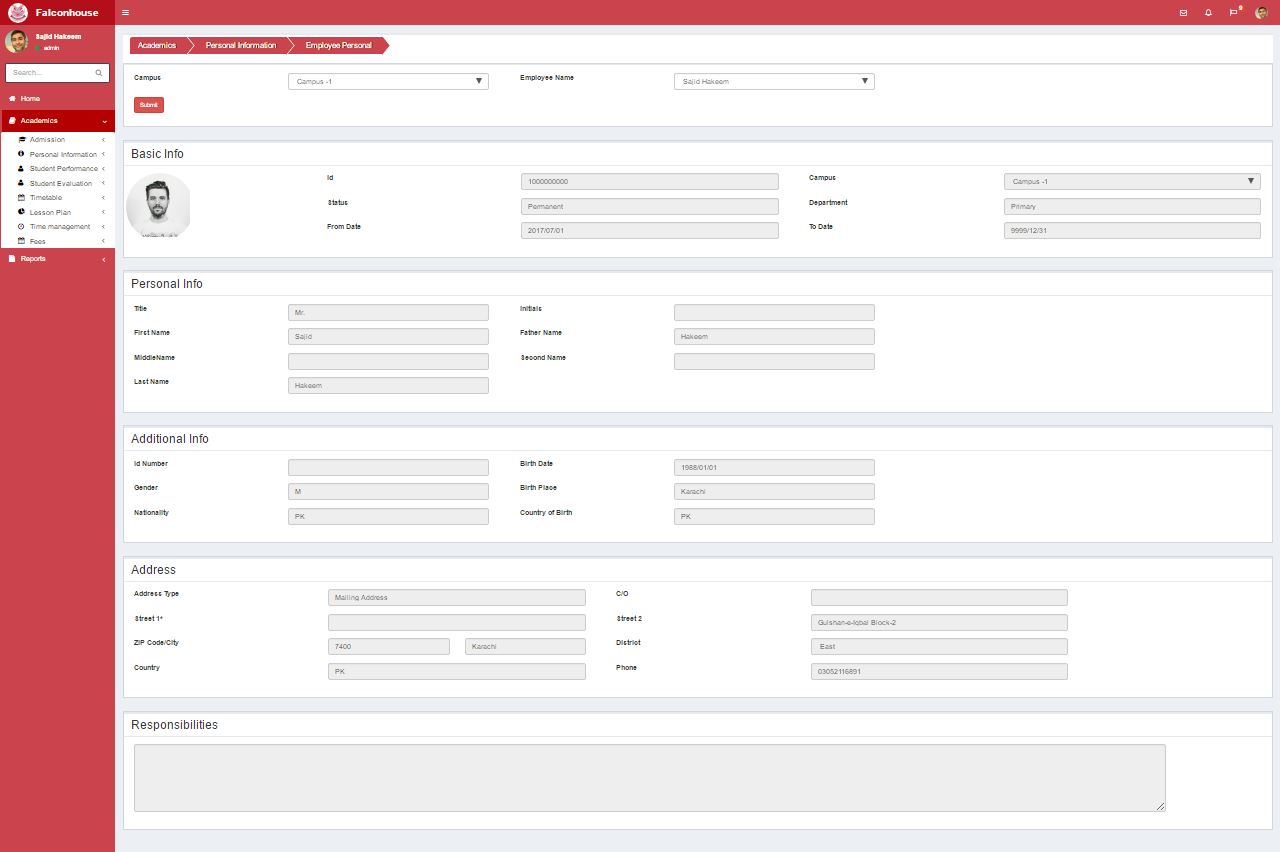 Falconhouse
9
Sajid Hakeem
admin
Search...
Home
Academics
Admission
Personal Information
Student Performance
Student Evaluation
Timetable
Lesson Plan
Time management
Fees
Reports
Academics Personal Information Employee Personal
Campus Campus -1 Employee Name Sajid Hakeem
Submit
Basic Info
Id 1000000000 Campus Campus -1
Status Permanent Department Primary
From Date 2017/07/01 To Date 9999/12/31
Personal Info
Title Mr. Initials
First Name Sajid Father Name Hakeem
MiddleName Second Name
Last Name Hakeem
Additional Info
Id Number Birth Date 1988/01/01
Gender M Birth Place Karachi
Nationality PK Country of Birth PK
Address
Address Type Mailing Address C/O
Street 1* Street 2 Gulshan-e-Iqbal Block-2
ZIP Code/City 7400 Karachi District East
Country PK Phone 03052116891
Responsibilities